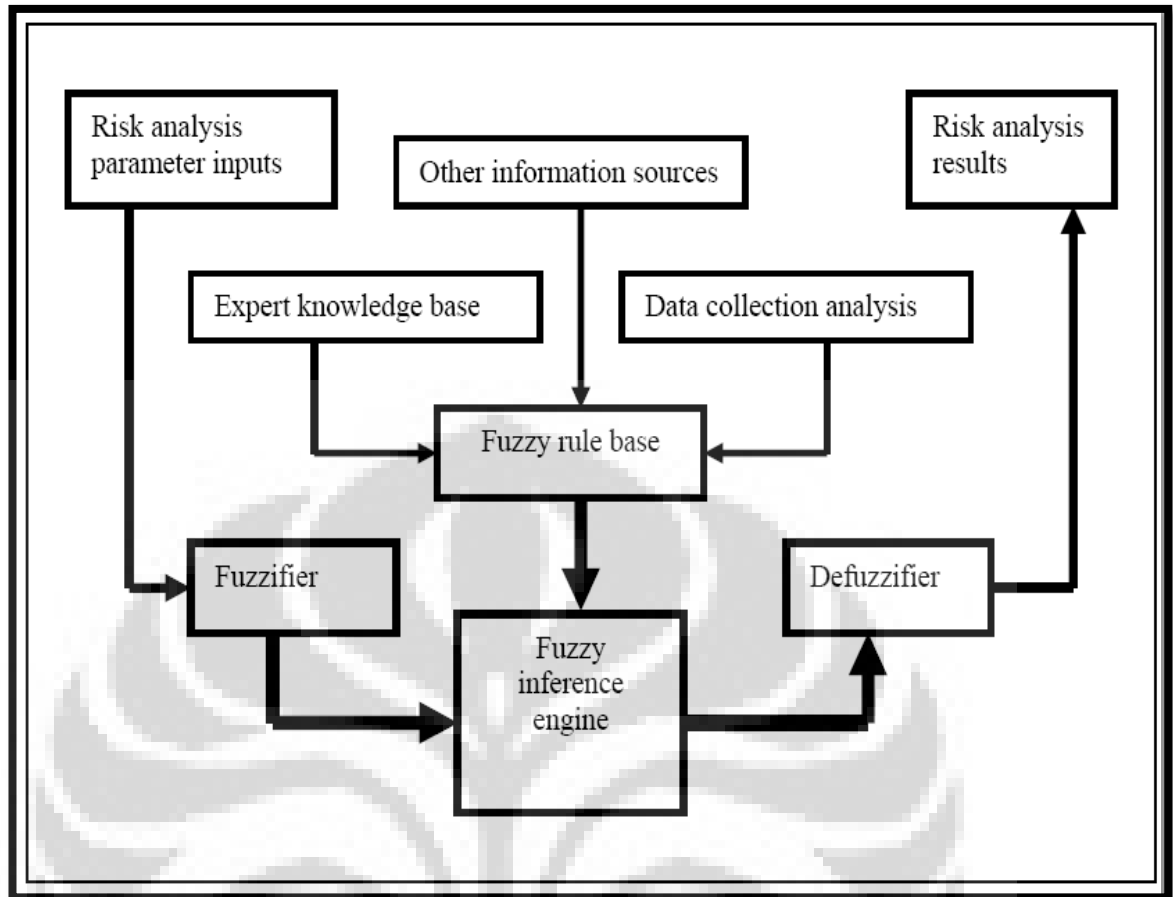 Risk analysis
parameter inputs
Other information sources
Risk analysis
results
Expert knowledge base
Data collection analysis
Fuzzy rule base
Fuzzifier
Defuzzifier
Fuzzy
inference
engine